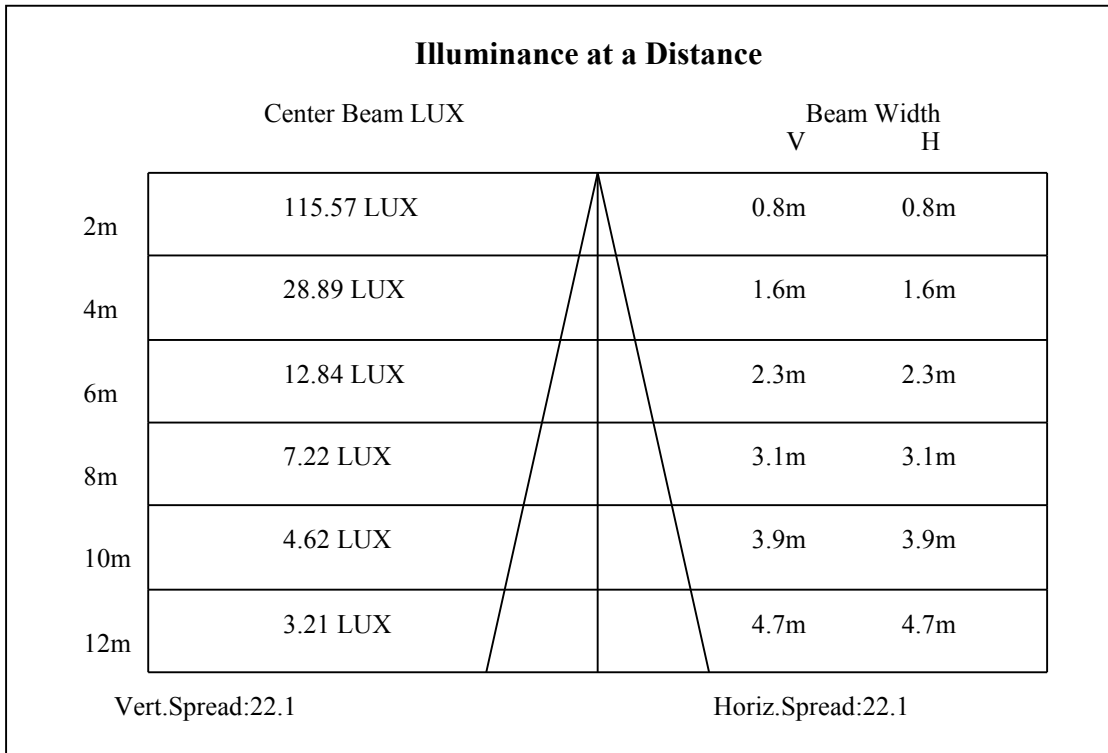 Illuminance at a Distance
Center Beam LUX Beam Width
V H
2m 115.57 LUX 0.8m 0.8m
4m 28.89 LUX 1.6m 1.6m
6m 12.84 LUX 2.3m 2.3m
8m 7.22 LUX 3.1m 3.1m
10m 4.62 LUX 3.9m 3.9m
12m 3.21 LUX 4.7m 4.7m
Vert.Spread:22.1 Horiz.Spread:22.1